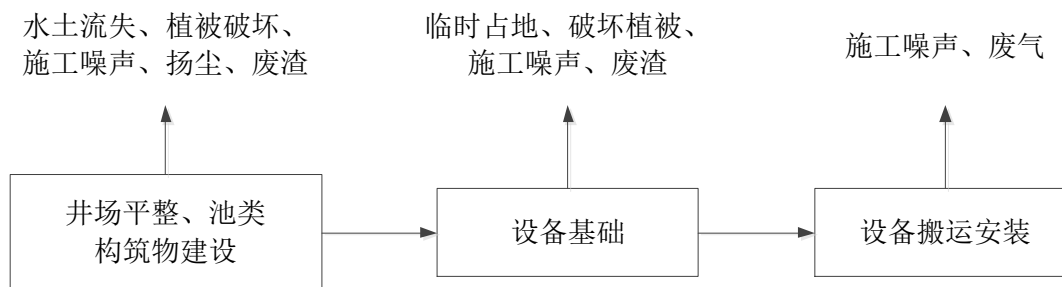 水土流失、植被破坏、
施工噪声、扬尘、废渣
临时占地、破坏植被、
施工噪声、废渣
施工噪声、废气
井场平整、池类
构筑物建设
设备基础
设备搬运安装